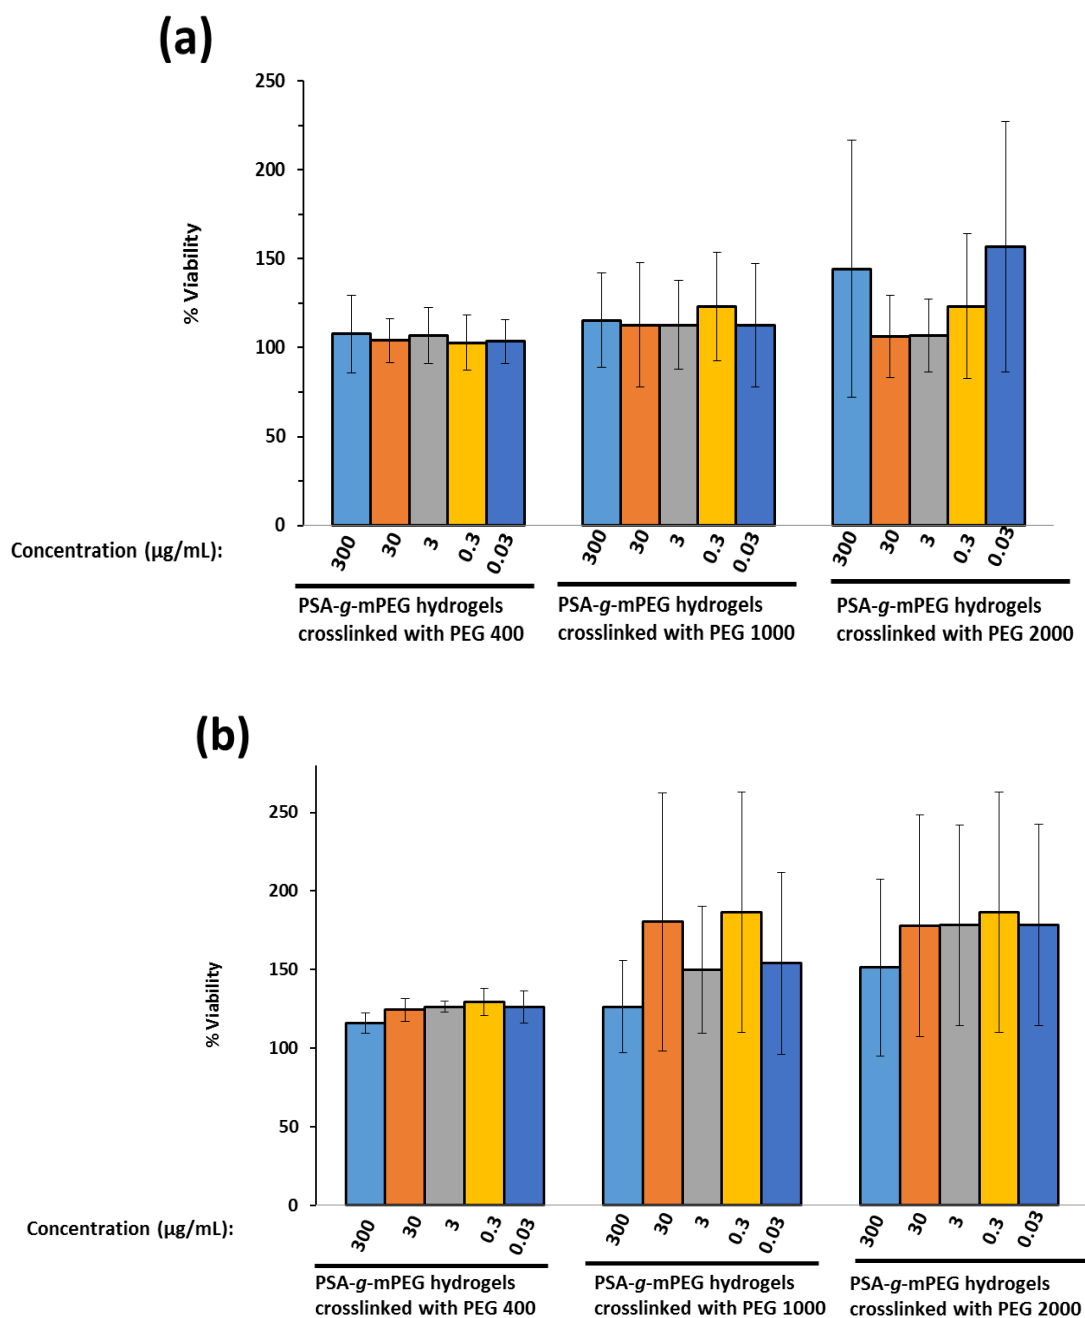 (a)
250
200
150
100
50
0
% Viability
Concentration (µg/mL):
300 30 3 0.3 0.03 300 30 3 0.3 0.03 300 30 3 0.3 0.03
PSA-g-mPEG hydrogels
crosslinked with PEG 400
PSA-g-mPEG hydrogels
crosslinked with PEG 1000
PSA-g-mPEG hydrogels
crosslinked with PEG 2000
(b)
250
200
150
100
50
0
% Viability
Concentration (µg/mL):
300 30 3 0.3 0.03 300 30 3 0.3 0.03 300 30 3 0.3 0.03
PSA-g-mPEG hydrogels
crosslinked with PEG 400
PSA-g-mPEG hydrogels
crosslinked with PEG 1000
PSA-g-mPEG hydrogels
crosslinked with PEG 2000